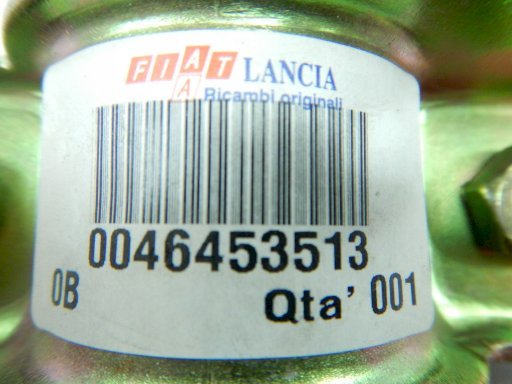 FIAT LANCIA
A Ricambi originali
0046453513
0B Qta' 001